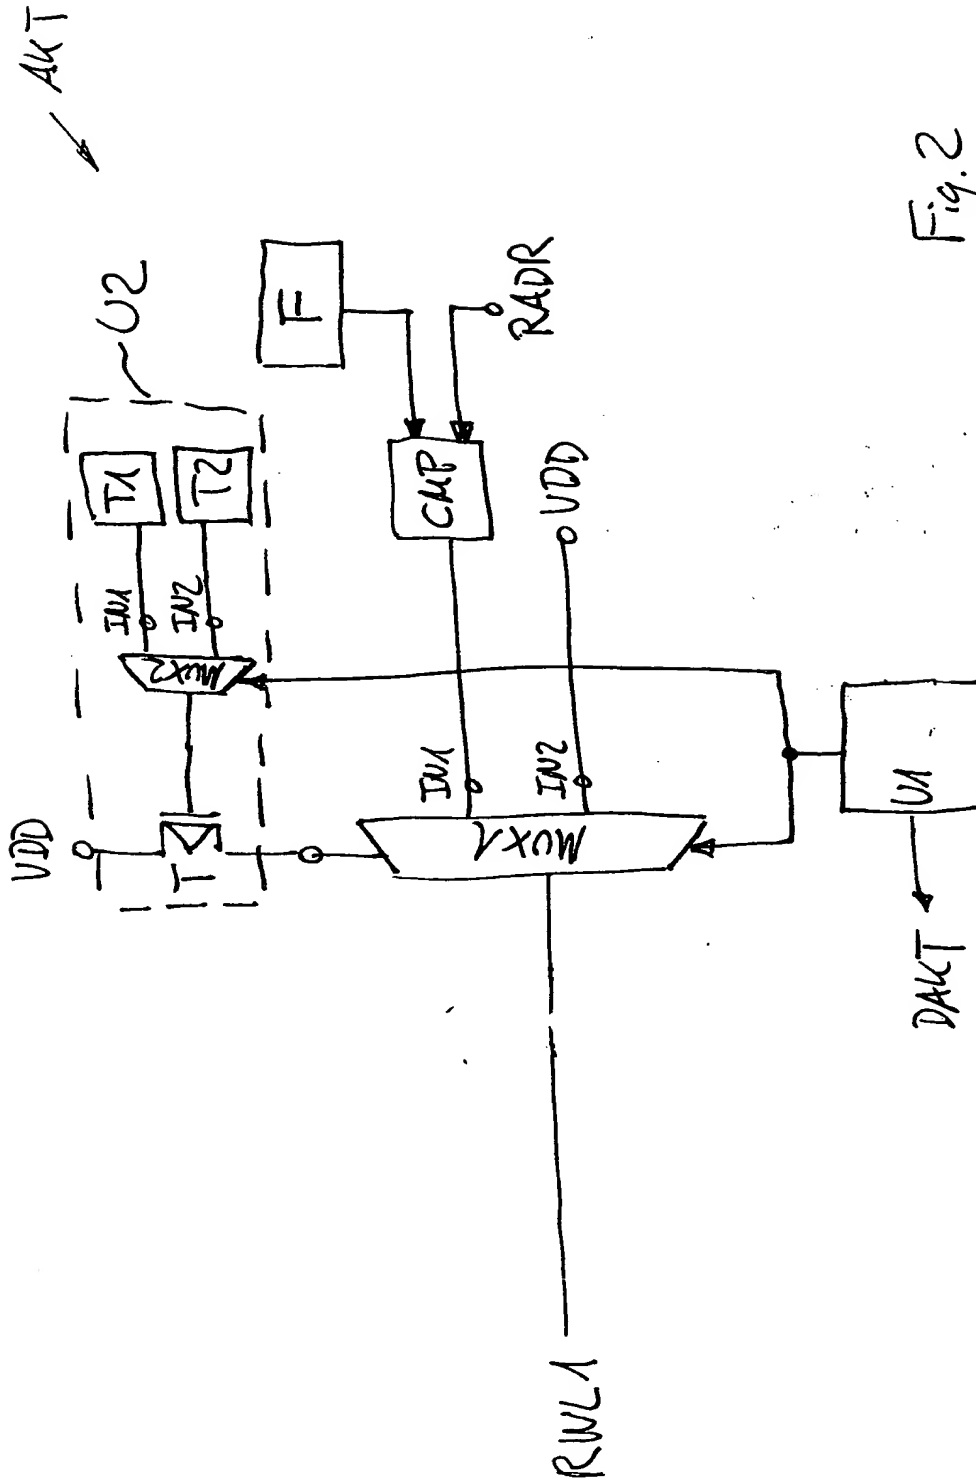 AKT
U2
VDD
T
MUX2
IN1
IN2
T1
T2
F
RADR
CMP
VDD
IN1
IN2
MUX1
RWL1
U1
DAKT
Fig. 2